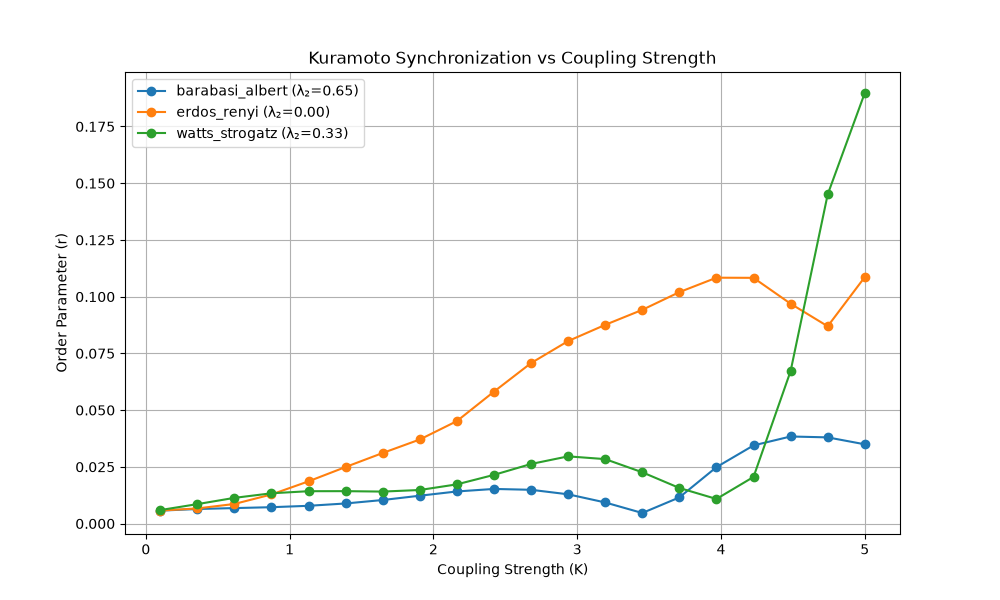 Kuramoto Synchronization vs Coupling Strength
barabasi_albert (λ₂=0.65)
erdos_renyi (λ₂=0.00)
watts_strogatz (λ₂=0.33)
Order Parameter (r)
0.175
0.150
0.125
0.100
0.075
0.050
0.025
0.000
0 1 2 3 4 5
Coupling Strength (K)